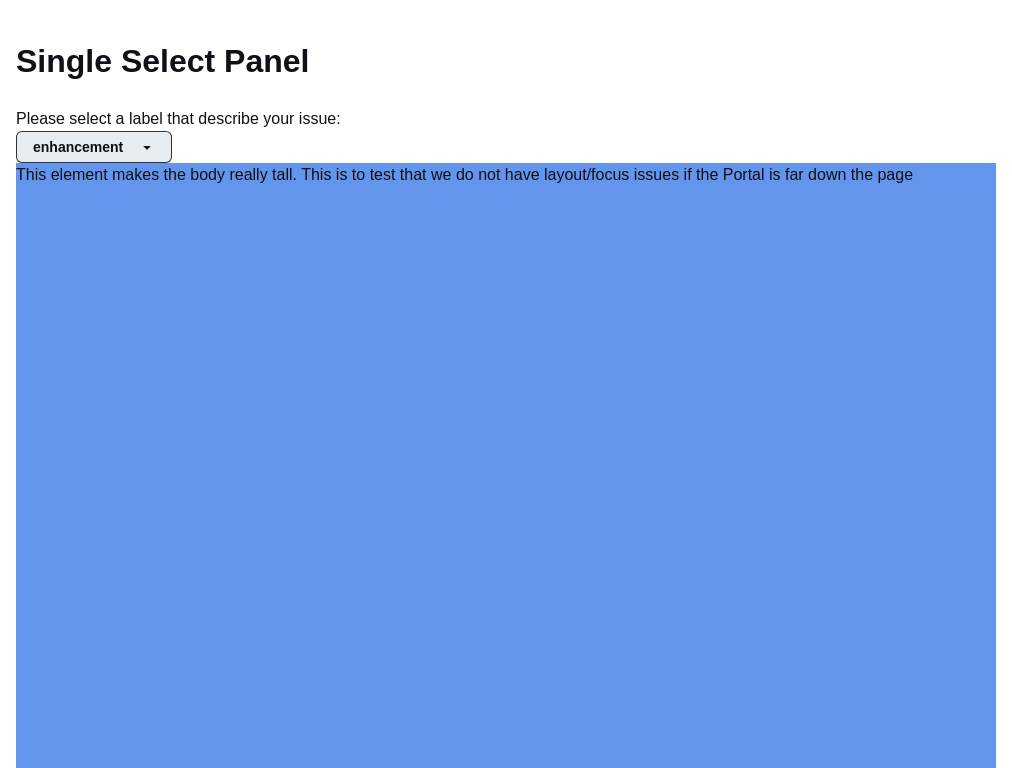 Single Select Panel
Please select a label that describe your issue:
enhancement
This element makes the body really tall. This is to test that we do not have layout/focus issues if the Portal is far down the page